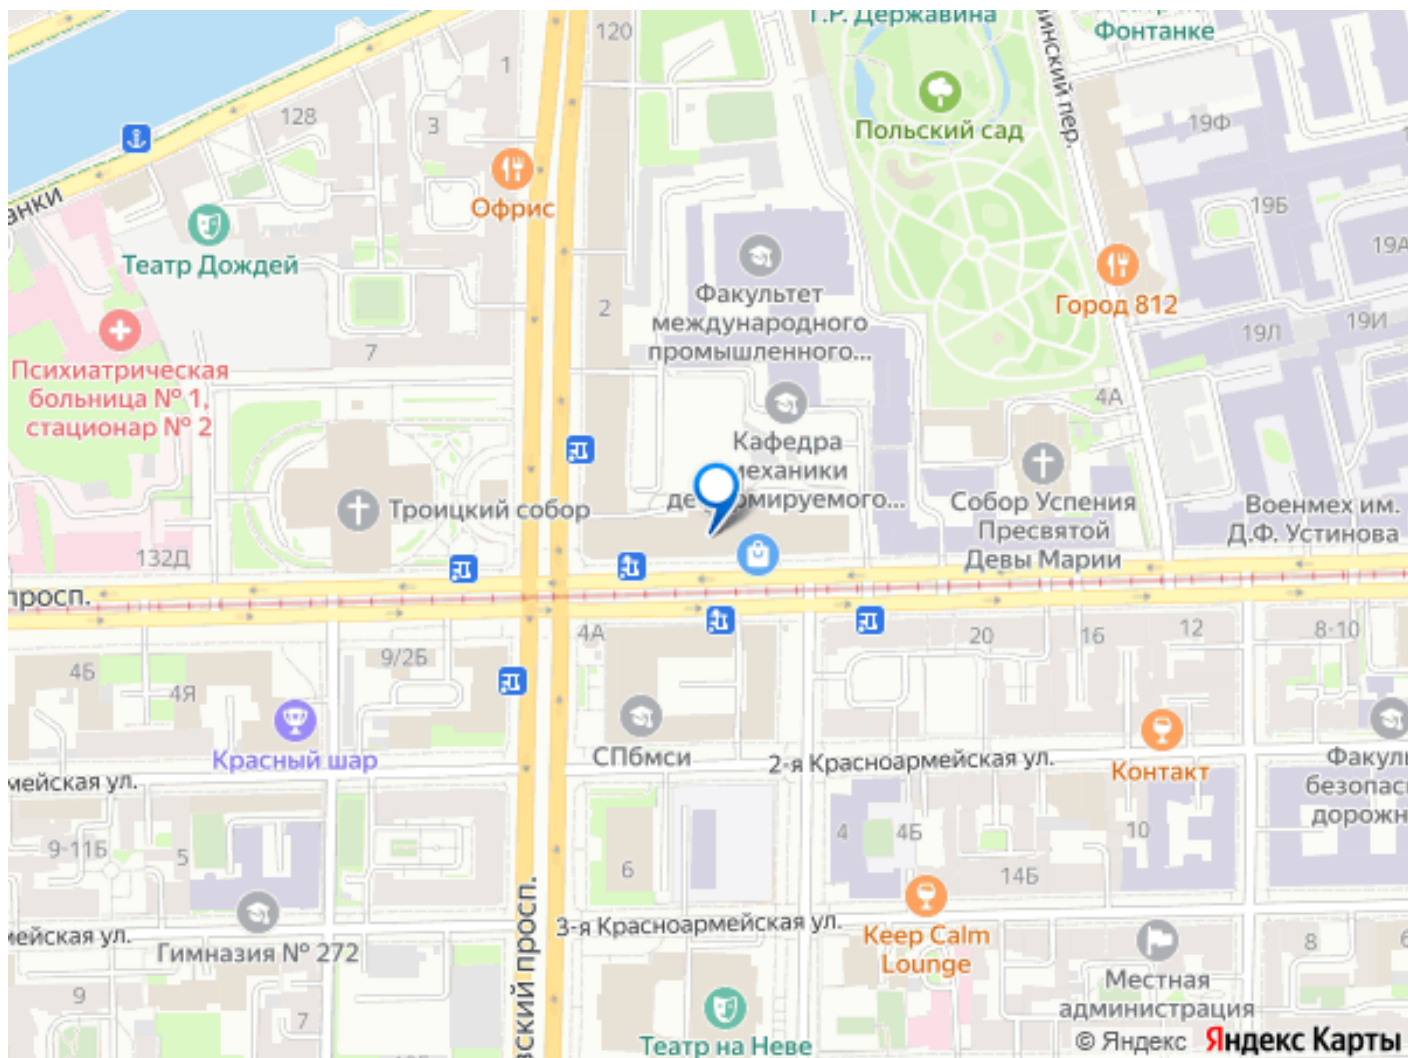 Г.Р. Державина
Фонтанке
120
1
128
3
Польский сад
19Ф
Офрис
19Б
Театр Дождей
19А
Город 812
Факультет
международного
промышленного...
2
7
19Л
19И
Психиатрическая
больница № 1,
стационар № 2
4А
Кафедра
механики
Троицкий собор
Собор Успения
Пресвятой
Девы Марии
Военмех им.
Д.Ф. Устинова
132Д
просп.
4А
20
16
12
8-10
9/2Б
4Б
4Я
Красный шар
СПбмси
2-я Красноармейская ул.
Контакт
мейская ул.
4
4Б
10
9-11Б
5
6
14Б
3-я Красноармейская ул.
Гимназия № 272
Keep Calm
Lounge
8
Местная
администрация
9
7
Театр на Неве
© Яндекс Яндекс Карты